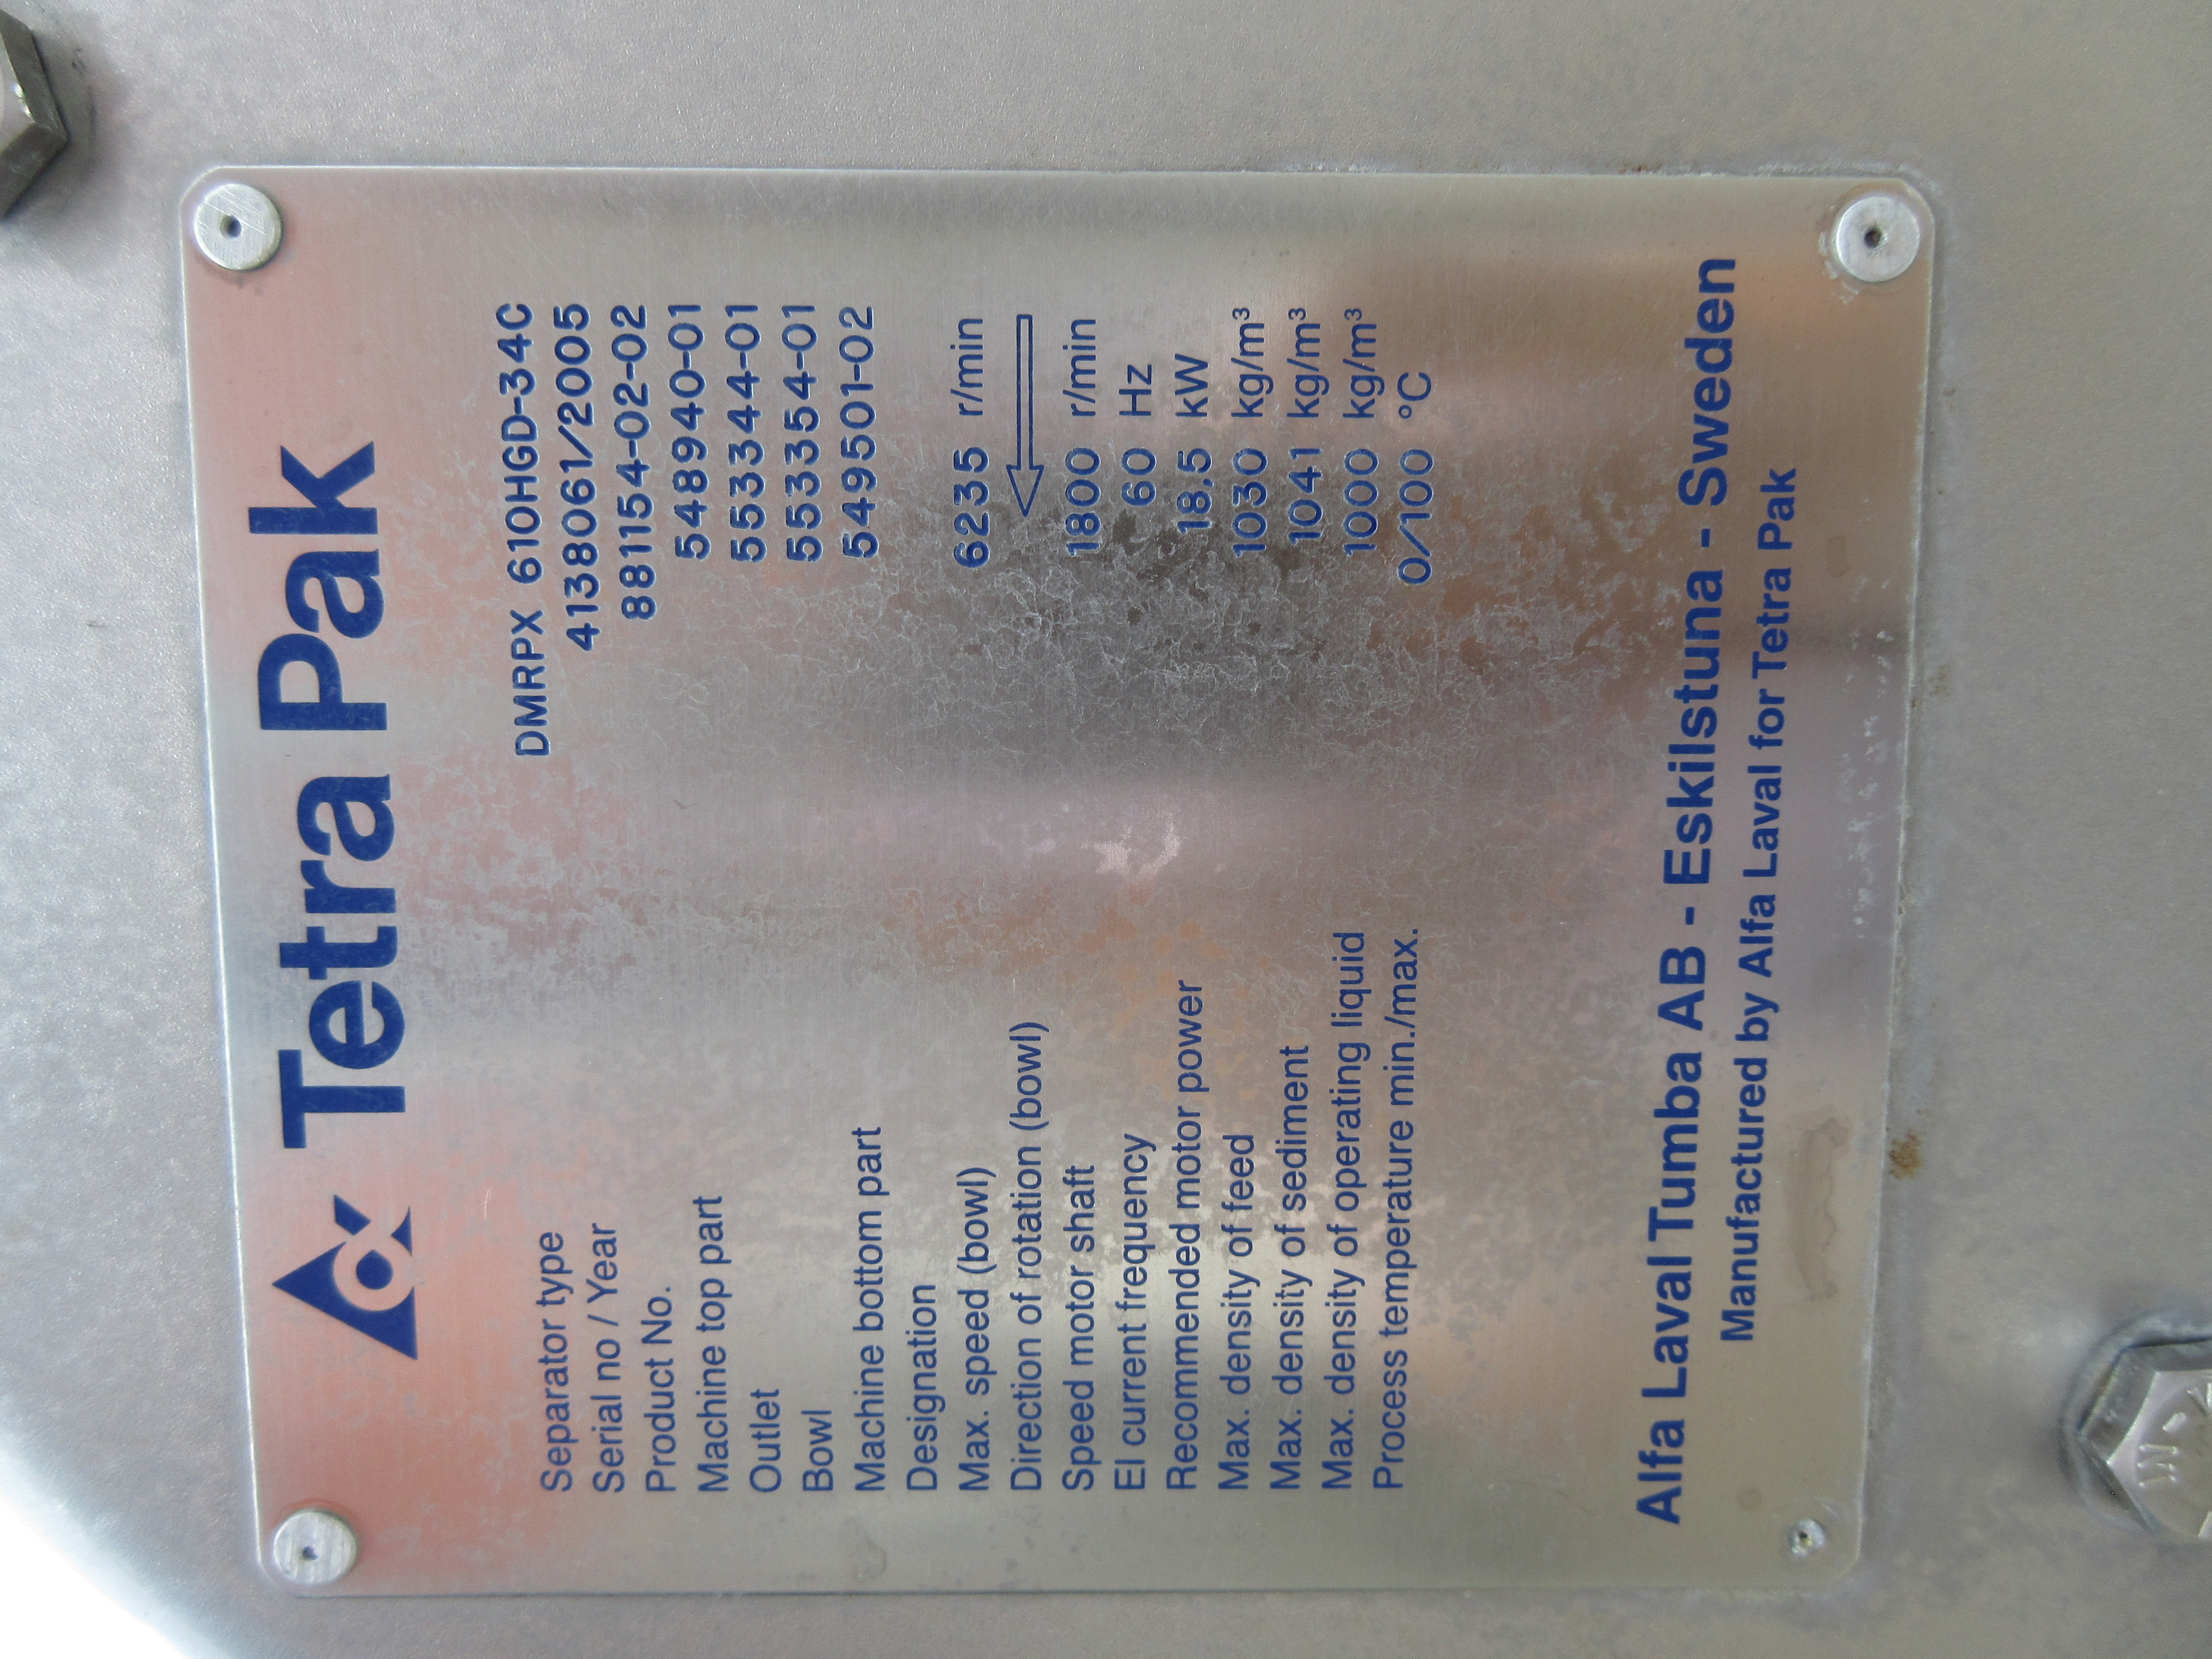 Tetra Pak
Separator type DMRPX 610HGD-34C
Serial no / Year 4138061/2005
Product No. 881154-02-02
Machine top part 548940-01
Outlet 553344-01
Bowl 553354-01
Machine bottom part 549501-02
Designation
Max. speed (bowl) 6235 r/min
Direction of rotation (bowl)
Speed motor shaft 1800 r/min
El current frequency 60 Hz
Recommended motor power 18.5 kW
Max. density of feed 1030 kg/m³
Max. density of sediment 1041 kg/m³
Max. density of operating liquid 1000 kg/m³
Process temperature min./max. 0/100 °C
Alfa Laval Tumba AB - Eskilstuna - Sweden
Manufactured by Alfa Laval for Tetra Pak